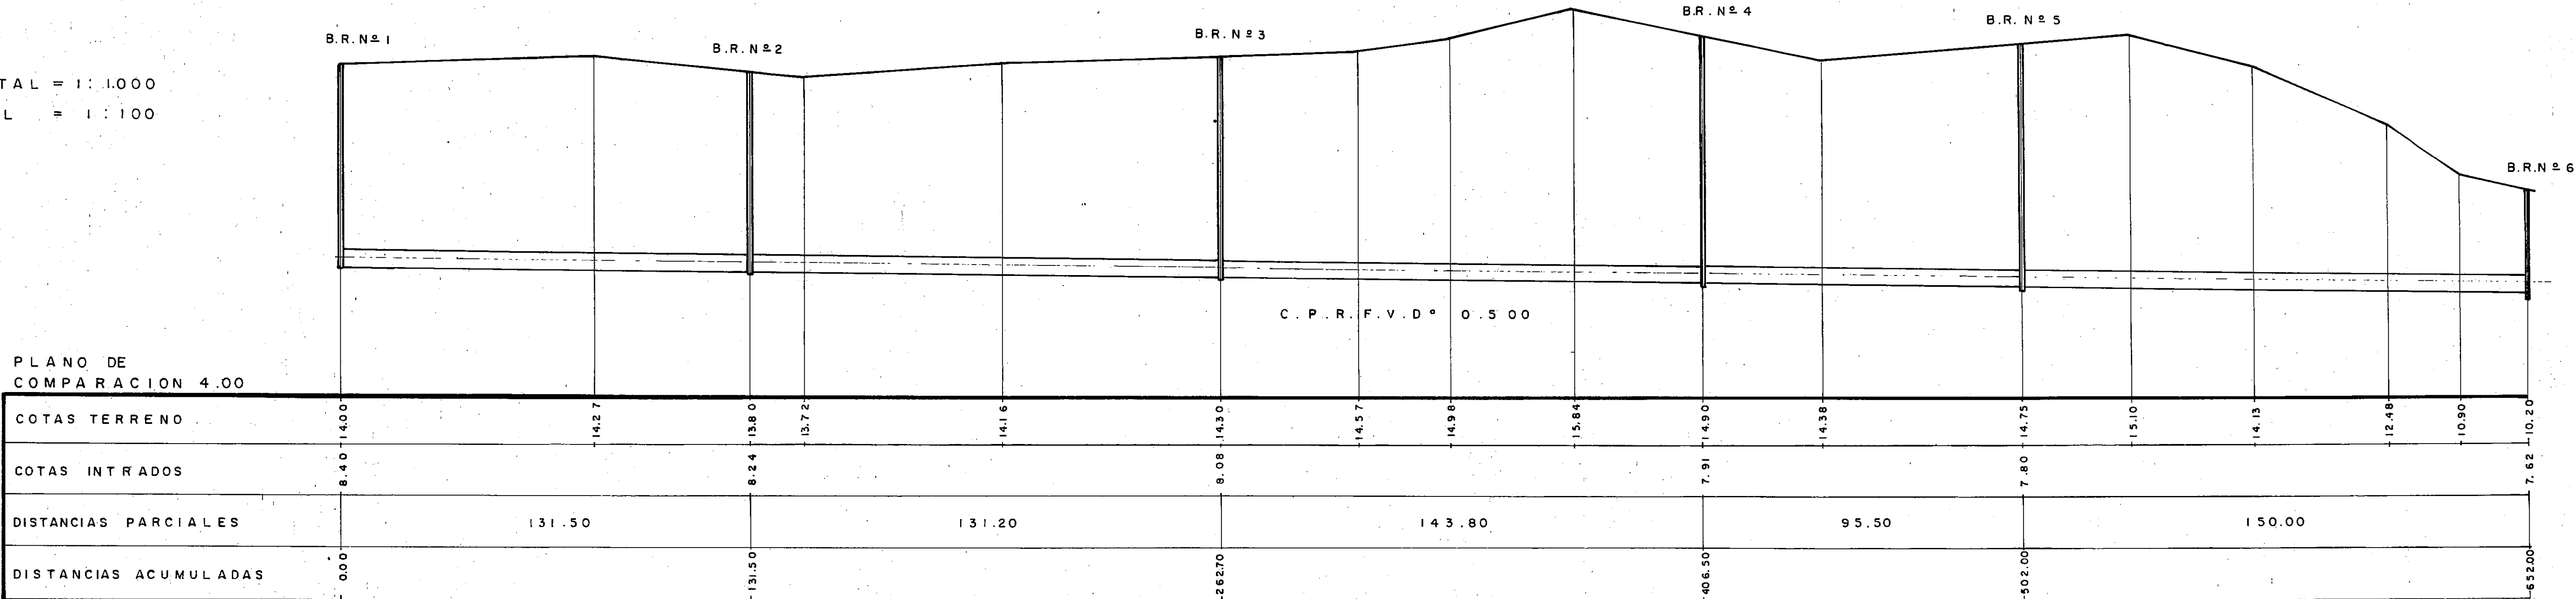 B.R. Nº 1
B.R. Nº 2
B.R. Nº 3
B.R. Nº 4
B.R. Nº 5
B.R. Nº 6
TAL = 1:1.000
L = 1:100
C.P.R.F.V.Dº 0.500
PLANO DE
COMPARACION 4.00
COTAS TERRENO 14.00 14.27 13.80 13.72 14.16 14.30 14.57 14.98 15.84 14.90 14.38 14.75 15.10 14.13 12.48 10.90 10.20
COTAS INTRADOS 8.40 8.24 8.08 7.91 7.80 7.62
DISTANCIAS PARCIALES 131.50 131.20 143.80 95.50 150.00
DISTANCIAS ACUMULADAS 0.00 131.50 262.70 406.50 502.00 652.00